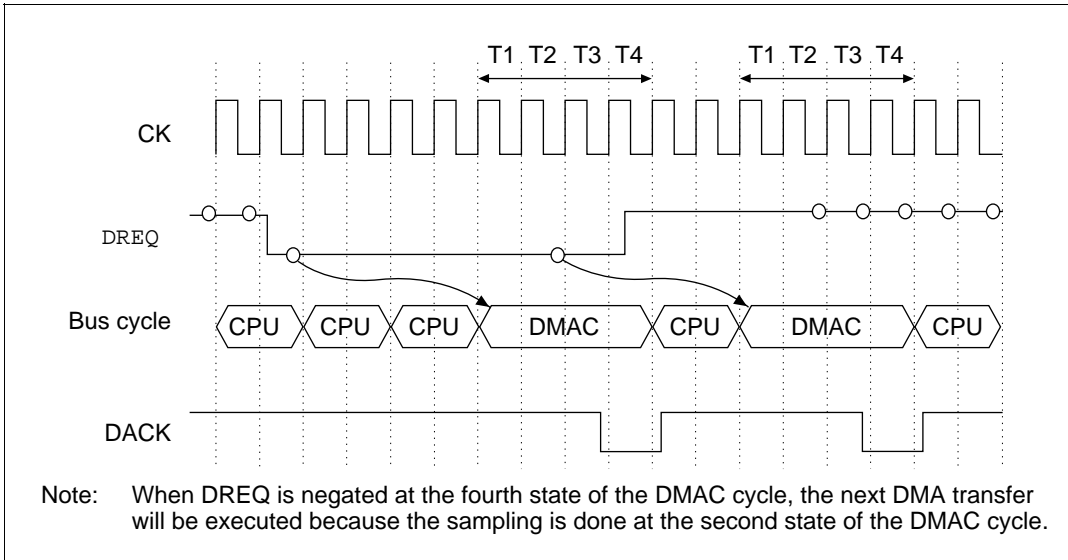 T1 T2 T3 T4 T1 T2 T3 T4
CK
DREQ
Bus cycle CPU CPU CPU DMAC CPU DMAC CPU
DACK
Note: When DREQ is negated at the fourth state of the DMAC cycle, the next DMA transfer
will be executed because the sampling is done at the second state of the DMAC cycle.